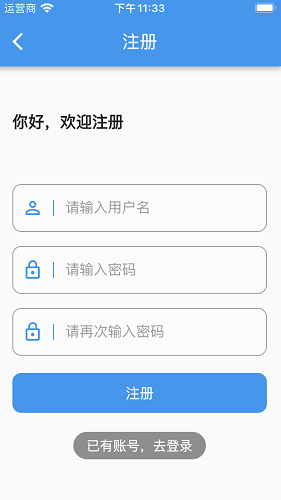 运营商 下午11:33
注册
你好，欢迎注册
请输入用户名
请输入密码
请再次输入密码
注册
已有账号，去登录